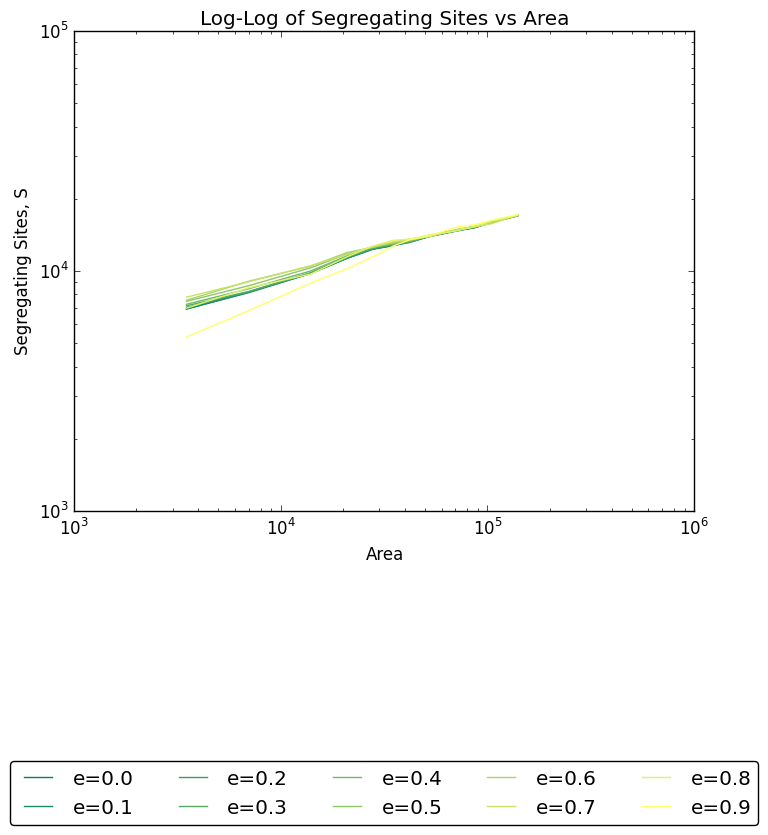 Log-Log of Segregating Sites vs Area
10^5
10^4
10^3
Segregating Sites, S
10^3 10^4 10^5 10^6
Area
e=0.0 e=0.2 e=0.4 e=0.6 e=0.8
e=0.1 e=0.3 e=0.5 e=0.7 e=0.9